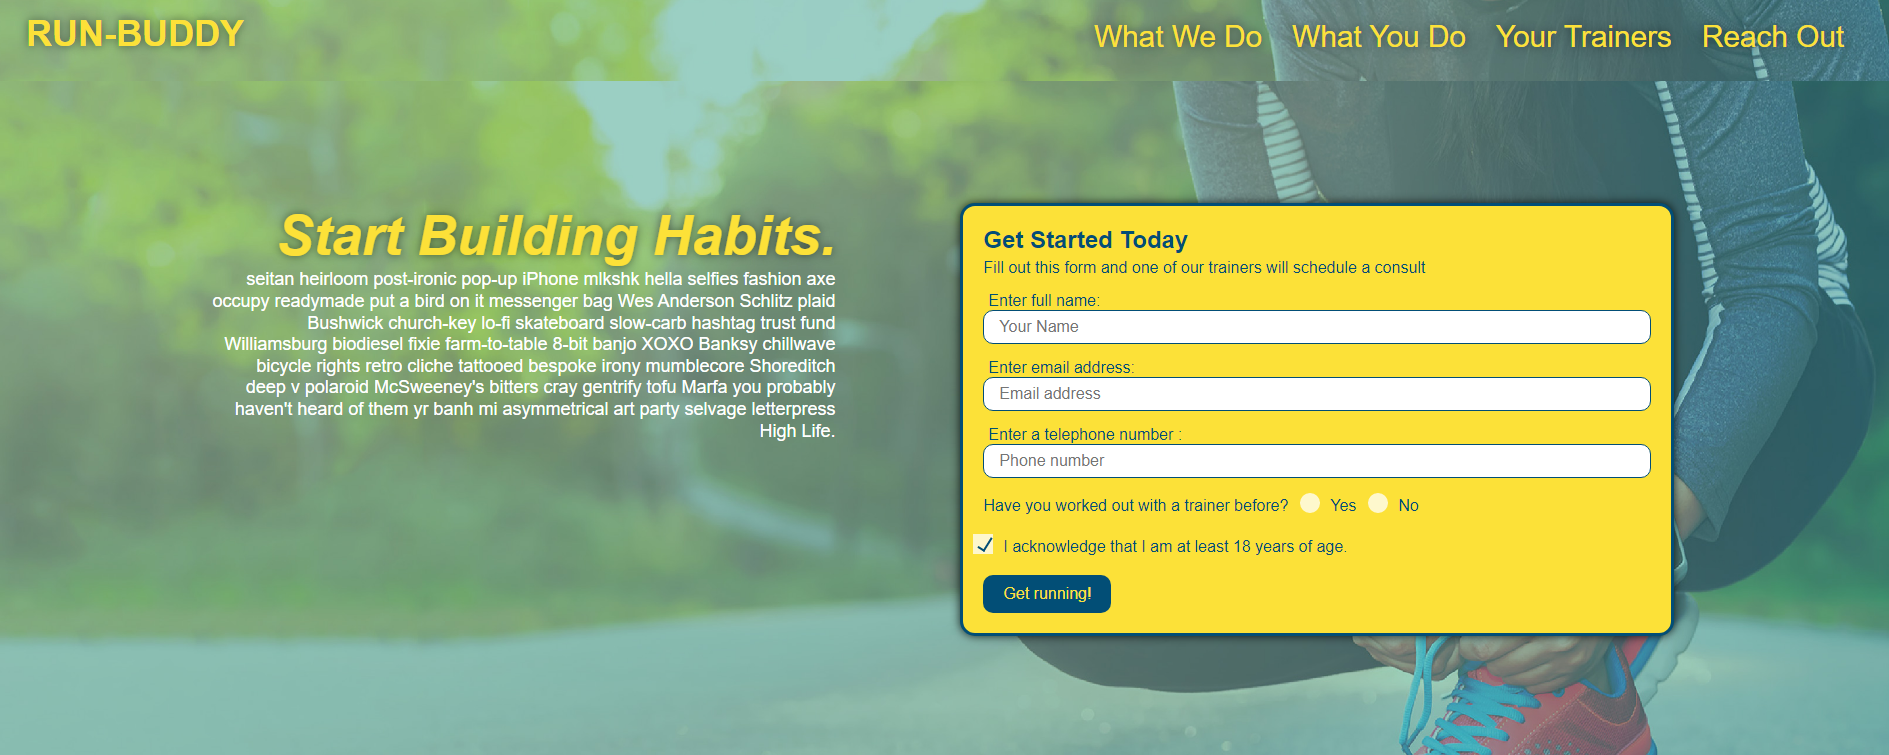 RUN-BUDDY
What We Do
What You Do
Your Trainers
Reach Out
Start Building Habits.
seitan heirloom post-ironic pop-up iPhone mlkshk hella selfies fashion axe
occupy readymade put a bird on it messenger bag Wes Anderson Schlitz plaid
Bushwick church-key lo-fi skateboard slow-carb hashtag trust fund
Williamsburg biodiesel fixie farm-to-table 8-bit banjo XOXO Banksy chillwave
bicycle rights retro cliche tattooed bespoke irony mumblecore Shoreditch
deep v polaroid McSweeney's bitters cray gentrify tofu Marfa you probably
haven't heard of them yr banh mi asymmetrical art party selvage letterpress
High Life.
Get Started Today
Fill out this form and one of our trainers will schedule a consult
Enter full name:
Your Name
Enter email address:
Email address
Enter a telephone number :
Phone number
Have you worked out with a trainer before? Yes No
I acknowledge that I am at least 18 years of age.
Get running!